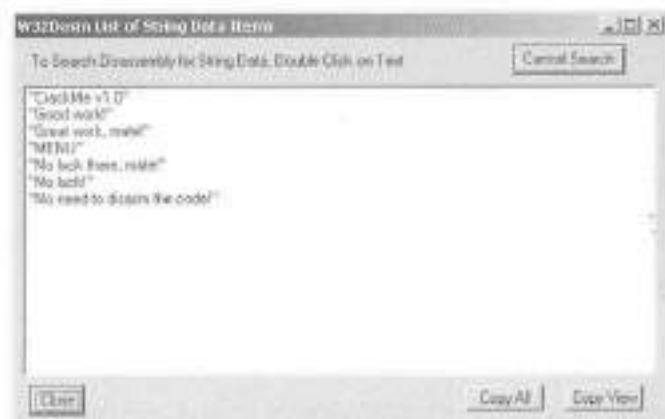 W32Dasm List of String Data Items
To Search Disassembly for String Data, Double Click on Text
Cancel Search
"CrackMe v1.0"
"Good work!"
"Great work, mate!"
"MENU"
"No luck there, mate!"
"No luck!"
"No need to disasm the code!"
Close
Copy All
Copy View